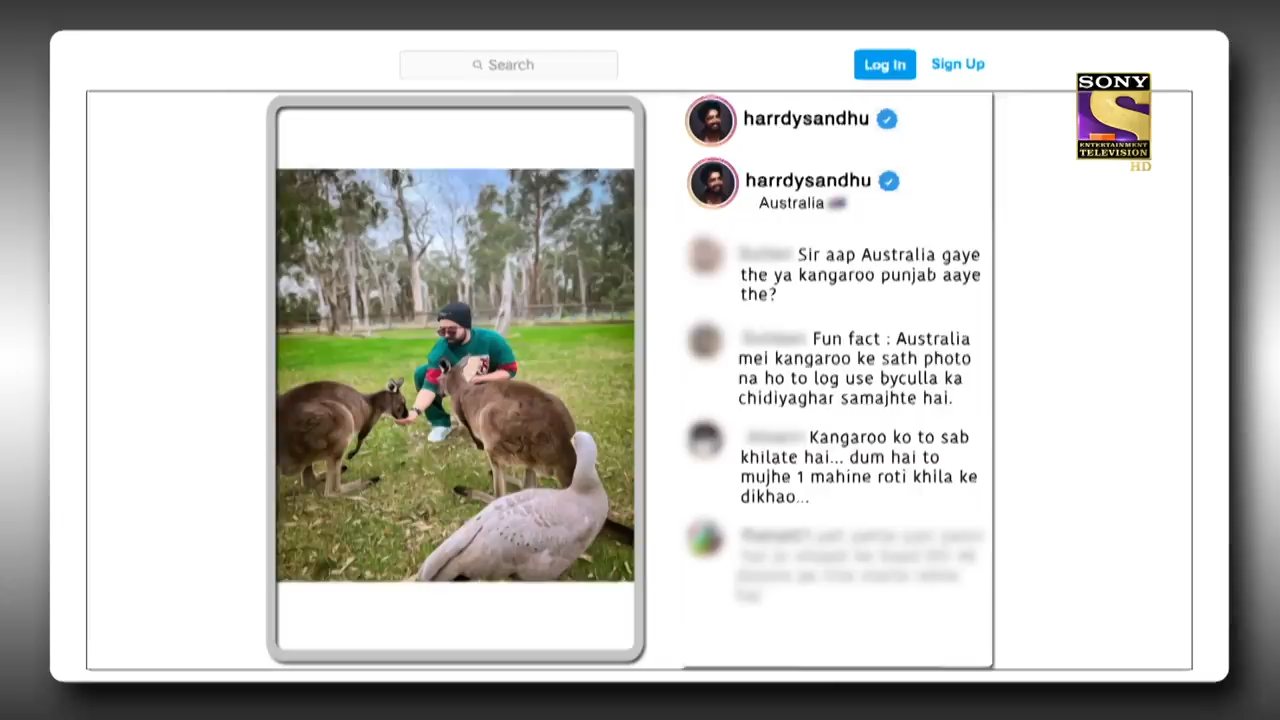 Search
Log In
Sign Up
SONY
ENTERTAINMENT
TELEVISION
HD
harrdysandhu
harrdysandhu
Australia
Sir aap Australia gaye
the ya kangaroo punjab aaye
the?
Fun fact : Australia
mei kangaroo ke sath photo
na ho to log use byculla ka
chidiyaghar samajhte hai.
Kangaroo ko to sab
khilate hai... dum hai to
mujhe 1 mahine roti khila ke
dikhao...